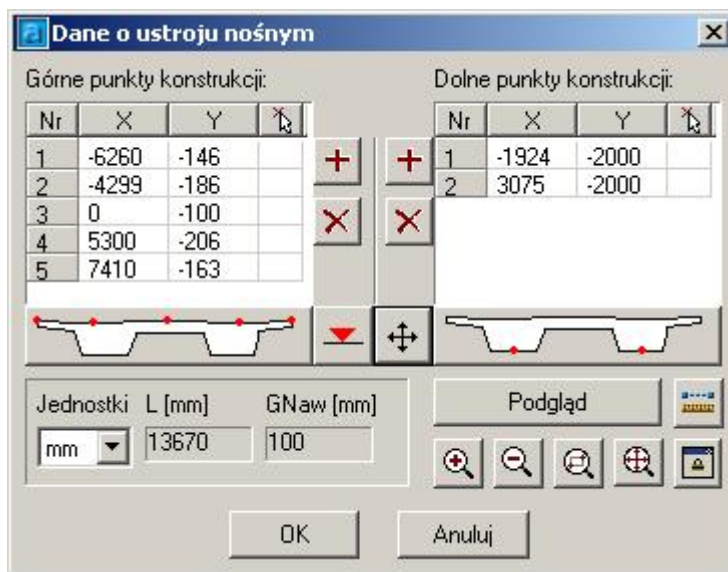 Dane o ustroju nośnym
Górne punkty konstrukcji:
Nr X Y
1 -6260 -146
2 -4299 -186
3 0 -100
4 5300 -206
5 7410 -163
Dolne punkty konstrukcji:
Nr X Y
1 -1924 -2000
2 3075 -2000
Jednostki L [mm] GNaw [mm]
mm 13670 100
Podgląd
OK Anuluj